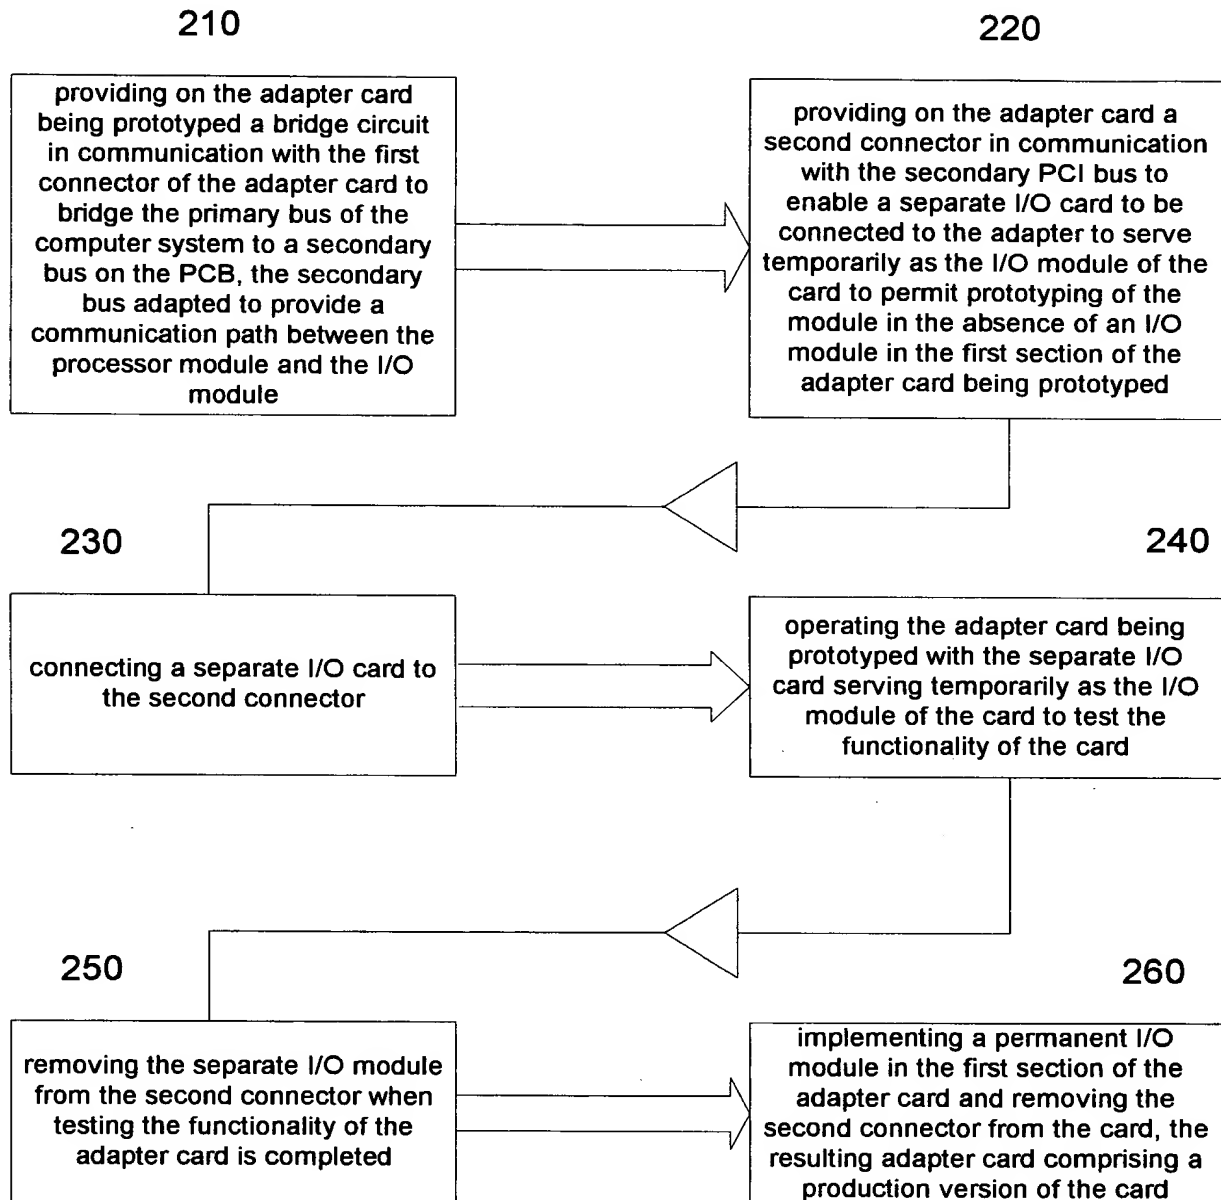 210
providing on the adapter card
being prototyped a bridge circuit
in communication with the first
connector of the adapter card to
bridge the primary bus of the
computer system to a secondary
bus on the PCB, the secondary
bus adapted to provide a
communication path between the
processor module and the I/O
module
220
providing on the adapter card a
second connector in communication
with the secondary PCI bus to
enable a separate I/O card to be
connected to the adapter to serve
temporarily as the I/O module of the
card to permit prototyping of the
module in the absence of an I/O
module in the first section of the
adapter card being prototyped
230
connecting a separate I/O card to
the second connector
240
operating the adapter card being
prototyped with the separate I/O
card serving temporarily as the I/O
module of the card to test the
functionality of the card
250
removing the separate I/O module
from the second connector when
testing the functionality of the
adapter card is completed
260
implementing a permanent I/O
module in the first section of the
adapter card and removing the
second connector from the card, the
resulting adapter card comprising a
production version of the card